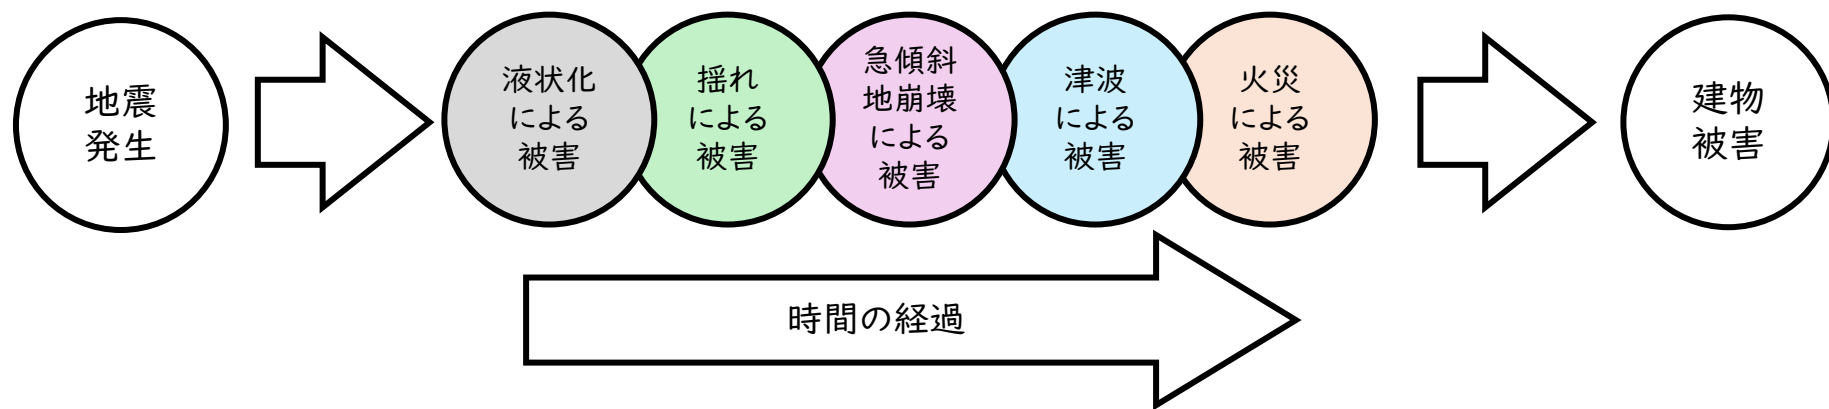 地震
発生
液状化
による
被害
揺れ
による
被害
急傾斜
地崩壊
による
被害
津波
による
被害
火災
による
被害
建物
被害
時間の経過